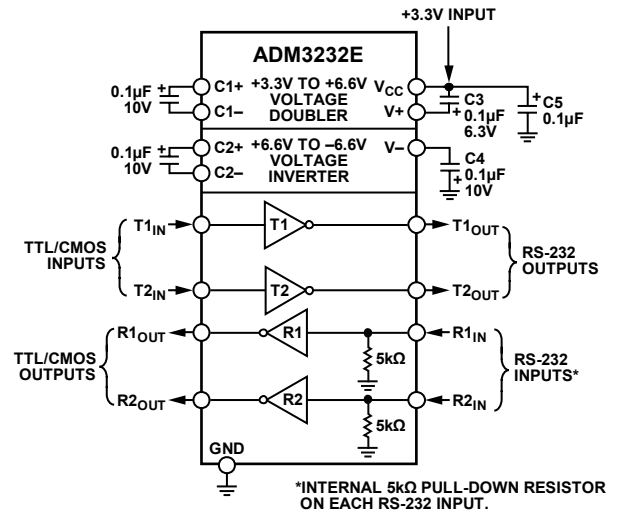 +3.3V INPUT
ADM3232E
0.1µF
10V
+
C1+
C1–
+3.3V TO +6.6V
VOLTAGE
DOUBLER
VCC
V+
C3
+ 0.1µF
6.3V
+ C5
0.1µF
0.1µF
10V
+
C2+
C2–
+6.6V TO –6.6V
VOLTAGE
INVERTER
V–
C4
+ 0.1µF
10V
TTL/CMOS
INPUTS
T1IN
T1
T1OUT
RS-232
OUTPUTS
T2IN
T2
T2OUT
TTL/CMOS
OUTPUTS
R1OUT
R1
5kΩ
R1IN
RS-232
INPUTS*
R2OUT
R2
5kΩ
R2IN
GND
*INTERNAL 5kΩ PULL-DOWN RESISTOR
ON EACH RS-232 INPUT.